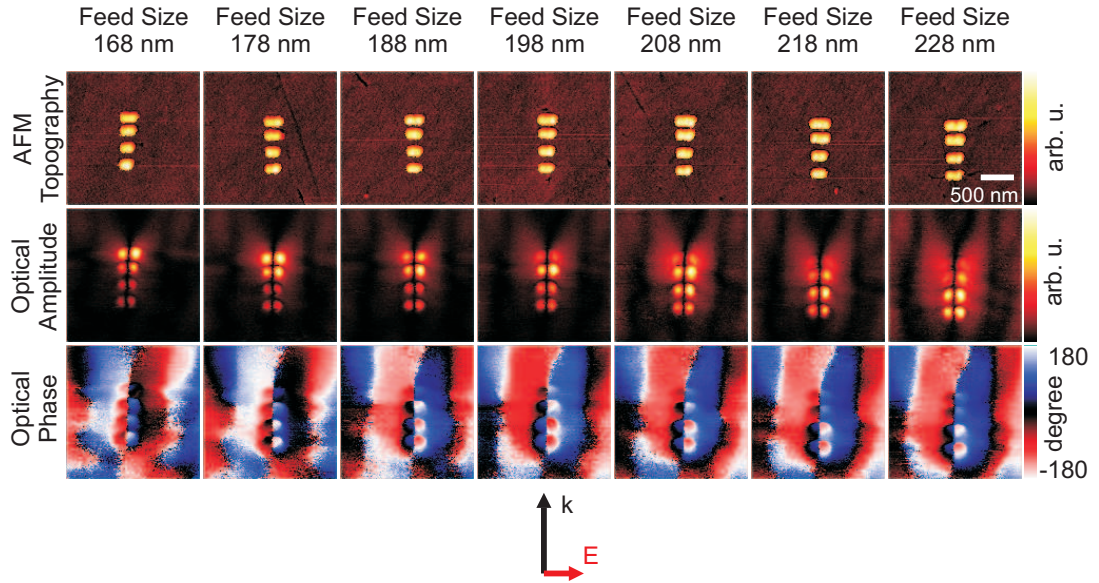 Feed Size 168 nm
Feed Size 178 nm
Feed Size 188 nm
Feed Size 198 nm
Feed Size 208 nm
Feed Size 218 nm
Feed Size 228 nm
AFM
Topography
500 nm
arb. u.
Optical
Amplitude
arb. u.
Optical
Phase
180
degree
-180
k
E